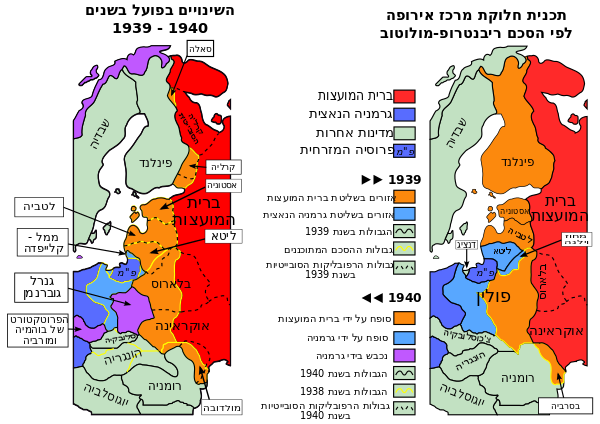 תכנית חלוקת מרכז אירופה
לפי הסכם ריבנטרופ-מולוטוב
השינויים בפועל בשנים
1939 - 1940
סאלה
שבדיה
פינלנד
קרליה
אסטוניה
לטביה
ליטא
ממל -
קלייפדה
גנרל
גוברנמן
הפרוטקטורט
של בוהמיה
ומורביה
ברית
המועצות
פ"מ
בלארוס
אוקראינה
סלובקיה
הונגריה
רומניה
יוגוסלביה
מולדובה
ברית המועצות
גרמניה הנאצית
מדינות אחרות
פרוסיה המזרחית
פ"מ
1939
אזורים בשליטת ברית המועצות
אזורים בשליטת גרמניה הנאצית
הגבולות בשנת 1939
גבולות ההסכם המתוכננים
גבולות הרפובליקות הסובייטיות
בשנת 1939
1940
סופח על ידי ברית המועצות
סופח על ידי גרמניה
נכבש בידי גרמניה
הגבולות בשנת 1940
הגבולות בשנת 1938
גבולות הרפובליקות הסובייטיות
בשנת 1940
שבדיה
פינלנד
ברית
המועצות
אסטוניה
לטביה
ליטא
דנציג
פ"מ
פולין
בלארוס
אוקראינה
צ'כוסלובקיה
הונגריה
רומניה
יוגוסלביה
בסרביה